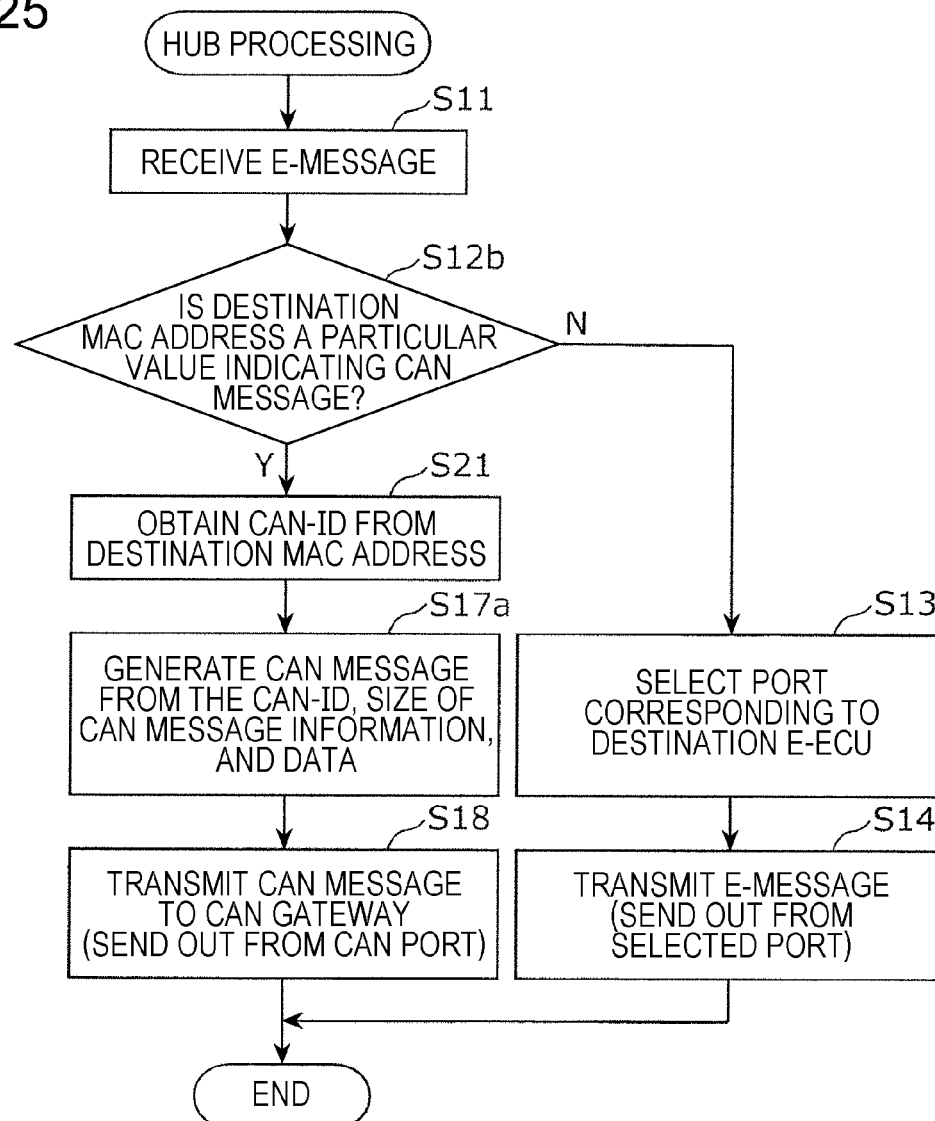 25
HUB PROCESSING
S11
RECEIVE E-MESSAGE
S12b
IS DESTINATION
MAC ADDRESS A PARTICULAR
VALUE INDICATING CAN
MESSAGE?
N
Y
S21
OBTAIN CAN-ID FROM
DESTINATION MAC ADDRESS
S17a
GENERATE CAN MESSAGE
FROM THE CAN-ID, SIZE OF
CAN MESSAGE INFORMATION,
AND DATA
S13
SELECT PORT
CORRESPONDING TO
DESTINATION E-ECU
S18
TRANSMIT CAN MESSAGE
TO CAN GATEWAY
(SEND OUT FROM CAN PORT)
S14
TRANSMIT E-MESSAGE
(SEND OUT FROM
SELECTED PORT)
END